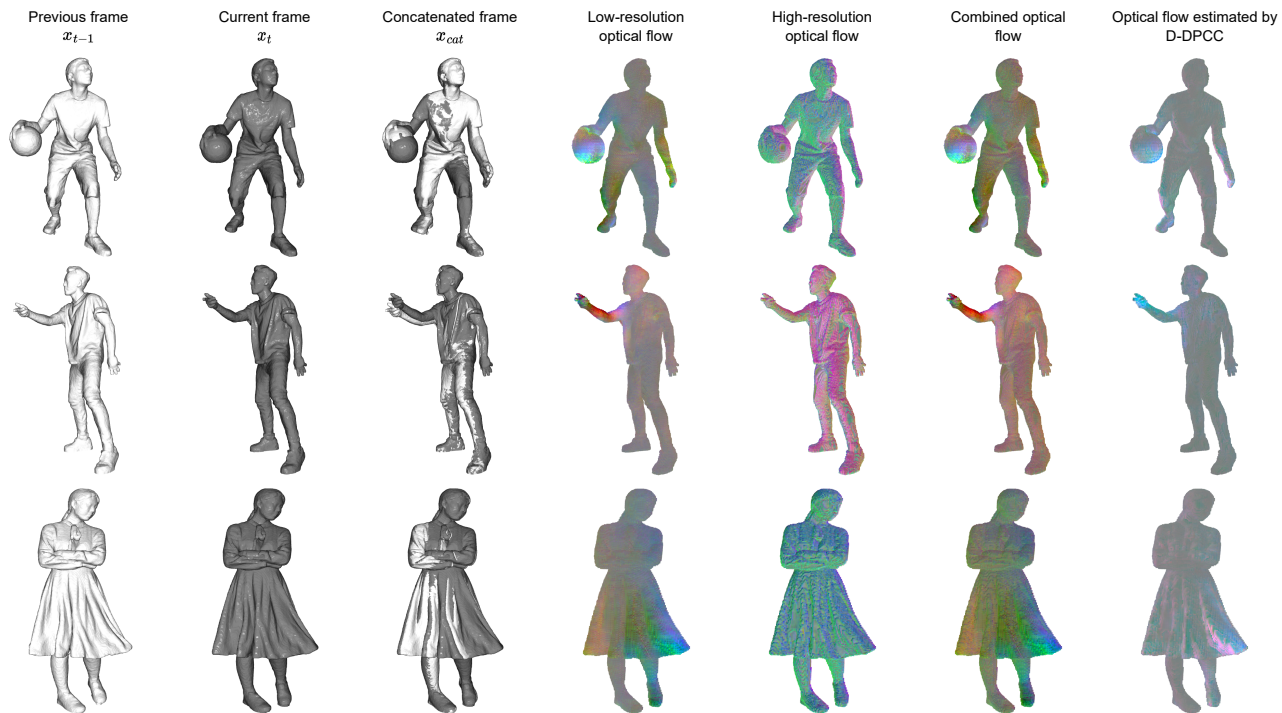 Previous frame
x_{t−1}
Current frame
x_t
Concatenated frame
x_{cat}
Low-resolution
optical flow
High-resolution
optical flow
Combined optical
flow
Optical flow estimated by
D-DPCC